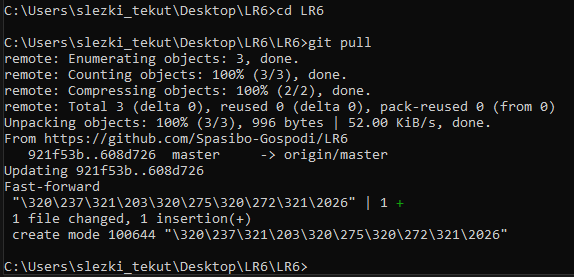 C:\Users\slezki_tekut\Desktop\LR6>cd LR6
C:\Users\slezki_tekut\Desktop\LR6\LR6>git pull
remote: Enumerating objects: 3, done.
remote: Counting objects: 100% (3/3), done.
remote: Compressing objects: 100% (2/2), done.
remote: Total 3 (delta 0), reused 0 (delta 0), pack-reused 0 (from 0)
Unpacking objects: 100% (3/3), 996 bytes | 52.00 KiB/s, done.
From https://github.com/Spasibo-Gospodi/LR6
   921f53b..608d726  master     -> origin/master
Updating 921f53b..608d726
Fast-forward
 "\320\237\321\203\320\275\320\272\321\2026" | 1 +
 1 file changed, 1 insertion(+)
 create mode 100644 "\320\237\321\203\320\275\320\272\321\2026"
C:\Users\slezki_tekut\Desktop\LR6\LR6>